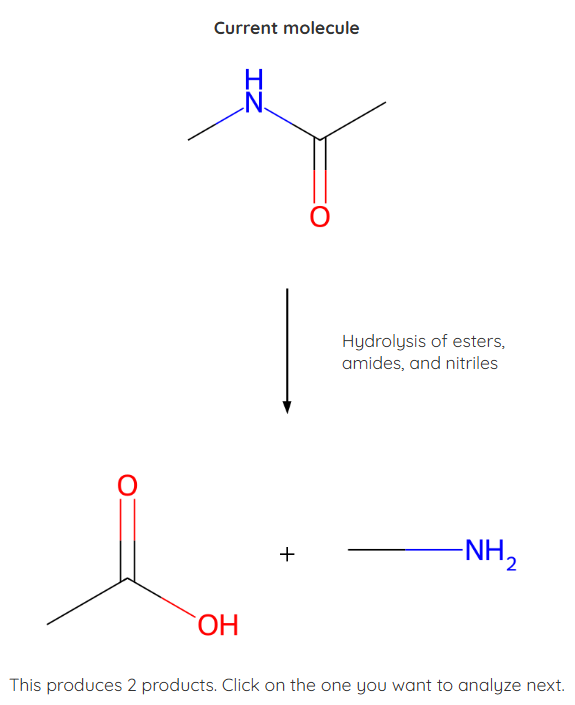 Current molecule
H
N
O
Hydrolysis of esters,
amides, and nitriles
O
+
NH2
OH
This produces 2 products. Click on the one you want to analyze next.